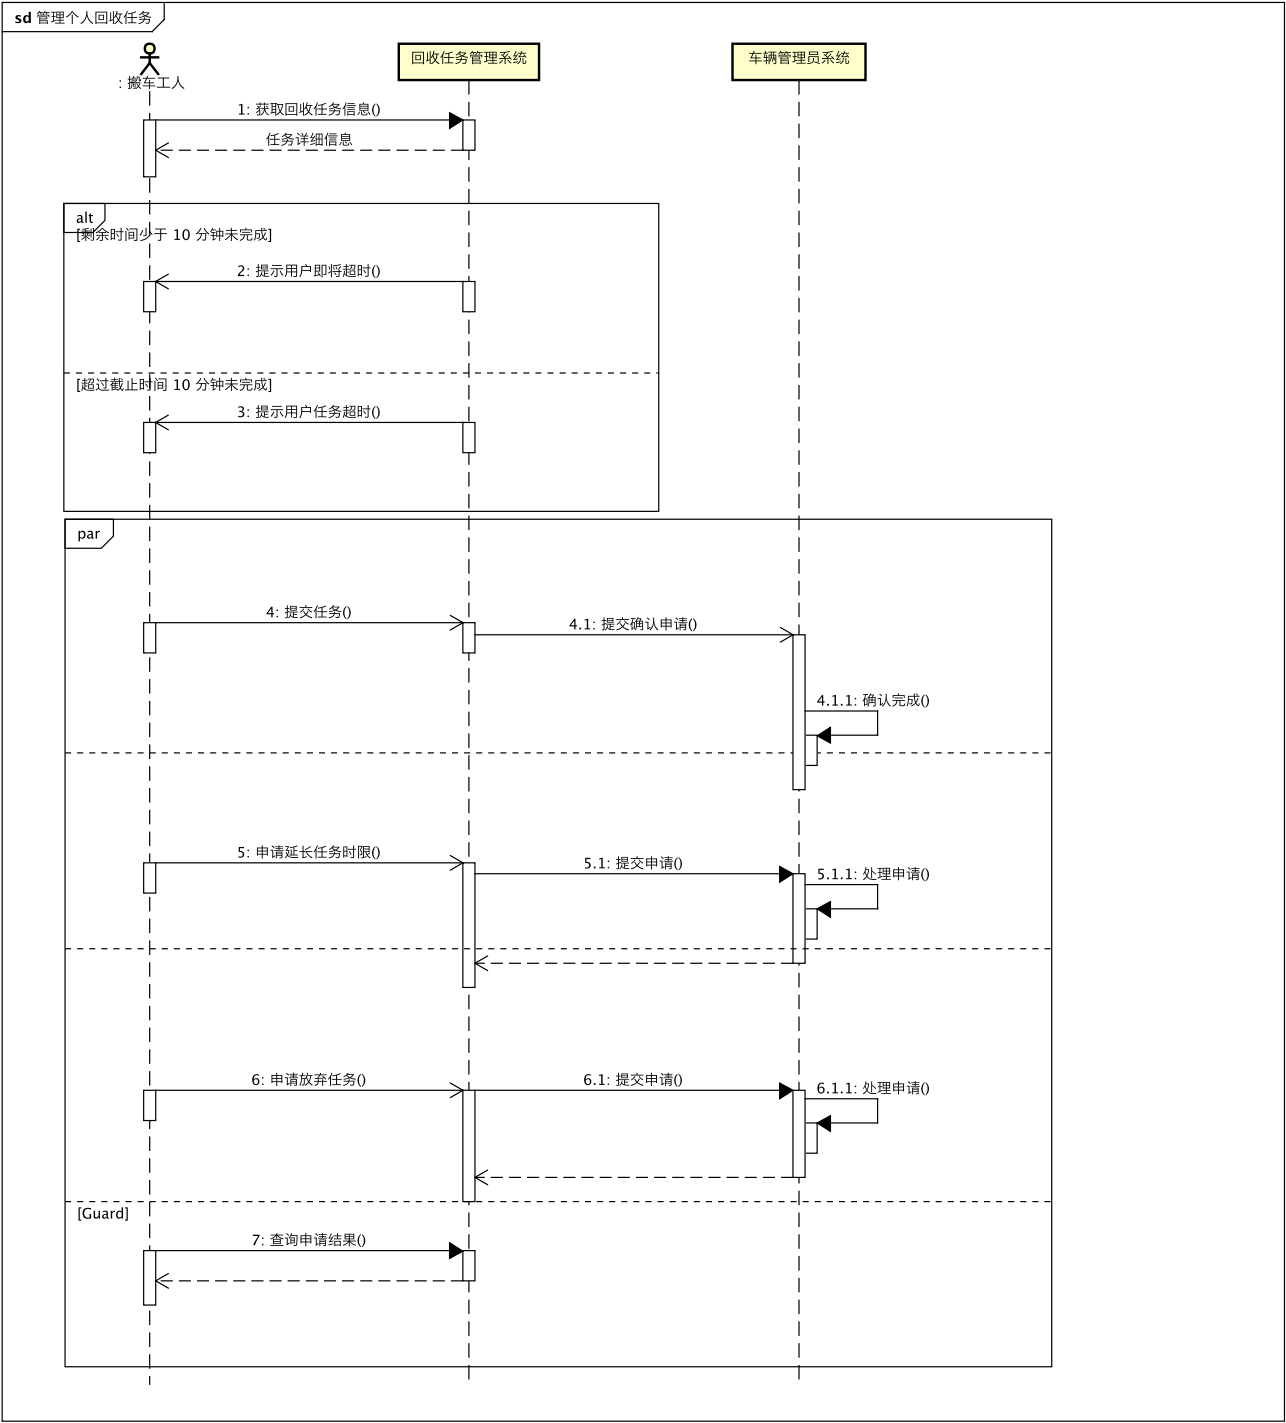 sd 管理个人回收任务
: 搬车工人
回收任务管理系统
车辆管理员系统
1: 获取回收任务信息()
任务详细信息
alt
[剩余时间少于 10 分钟未完成]
2: 提示用户即将超时()
[超过截止时间 10 分钟未完成]
3: 提示用户任务超时()
par
4: 提交任务()
4.1: 提交确认申请()
4.1.1: 确认完成()
5: 申请延长任务时限()
5.1: 提交申请()
5.1.1: 处理申请()
6: 申请放弃任务()
6.1: 提交申请()
6.1.1: 处理申请()
[Guard]
7: 查询申请结果()